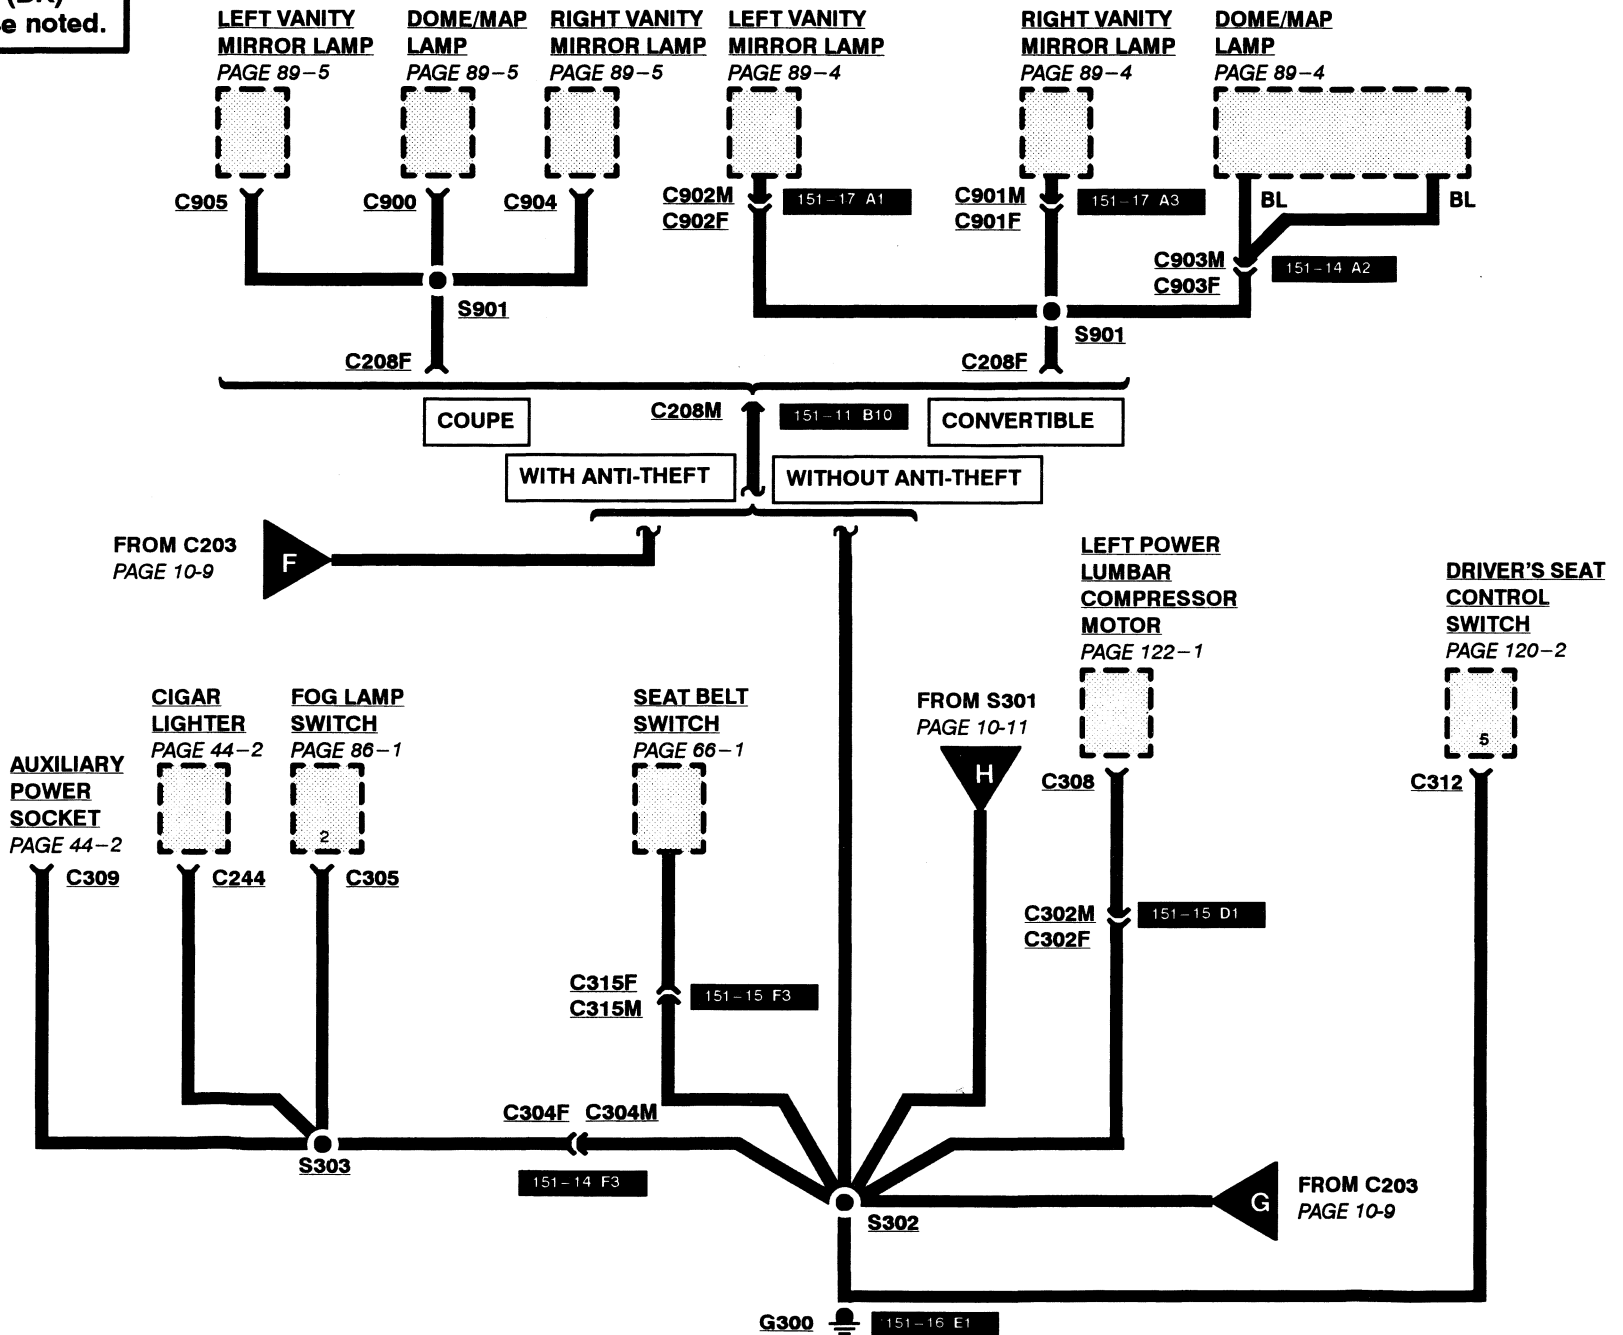 (BK)
e noted.
LEFT VANITY
MIRROR LAMP
PAGE 89-5
DOME/MAP
LAMP
PAGE 89-5
RIGHT VANITY
MIRROR LAMP
PAGE 89-5
LEFT VANITY
MIRROR LAMP
PAGE 89-4
RIGHT VANITY
MIRROR LAMP
PAGE 89-4
DOME/MAP
LAMP
PAGE 89-4
C905
C900
C904
C902M
C902F
151-17 A1
C901M
C901F
151-17 A3
BL
BL
C903M
C903F
151-14 A2
S901
S901
C208F
C208F
COUPE
C208M
151-11 B10
CONVERTIBLE
WITH ANTI-THEFT
WITHOUT ANTI-THEFT
FROM C203
PAGE 10-9
F
LEFT POWER
LUMBAR
COMPRESSOR
MOTOR
PAGE 122-1
DRIVER'S SEAT
CONTROL
SWITCH
PAGE 120-2
5
CIGAR
LIGHTER
PAGE 44-2
FOG LAMP
SWITCH
PAGE 86-1
2
SEAT BELT
SWITCH
PAGE 66-1
FROM S301
PAGE 10-11
H
AUXILIARY
POWER
SOCKET
PAGE 44-2
C308
C312
C309
C244
C305
C302M
C302F
151-15 D1
C315F
C315M
151-15 F3
C304F
C304M
S303
151-14 F3
S302
G
FROM C203
PAGE 10-9
G300
151-16 E1